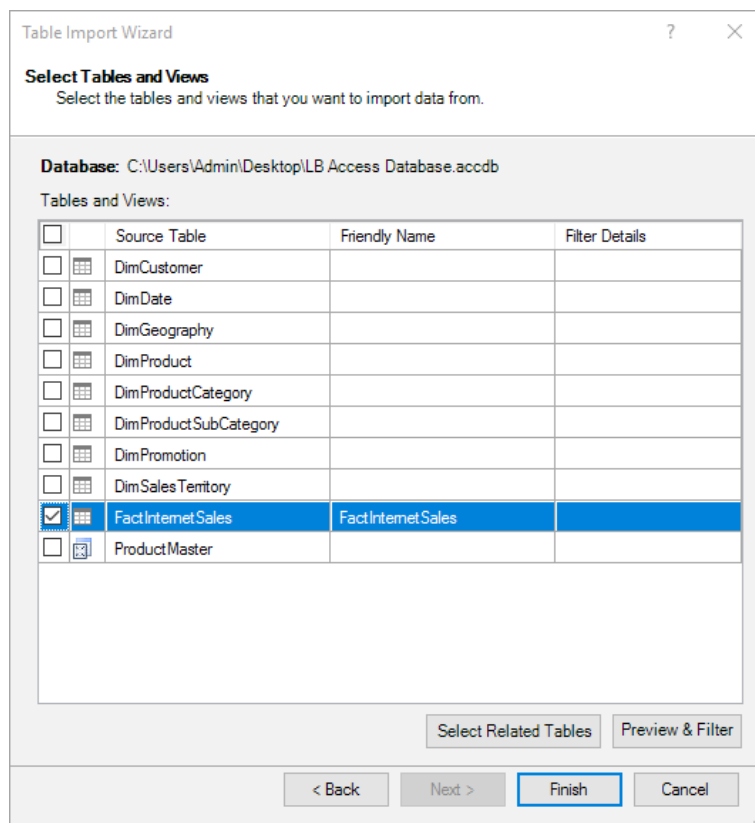 Table Import Wizard
Select Tables and Views
Select the tables and views that you want to import data from.
Database: C:\Users\Admin\Desktop\LB Access Database.accdb
Tables and Views:
Source Table Friendly Name Filter Details
DimCustomer
DimDate
DimGeography
DimProduct
DimProductCategory
DimProductSubCategory
DimPromotion
DimSalesTerritory
FactInternetSales FactInternetSales
ProductMaster
Select Related Tables Preview & Filter
< Back Next > Finish Cancel